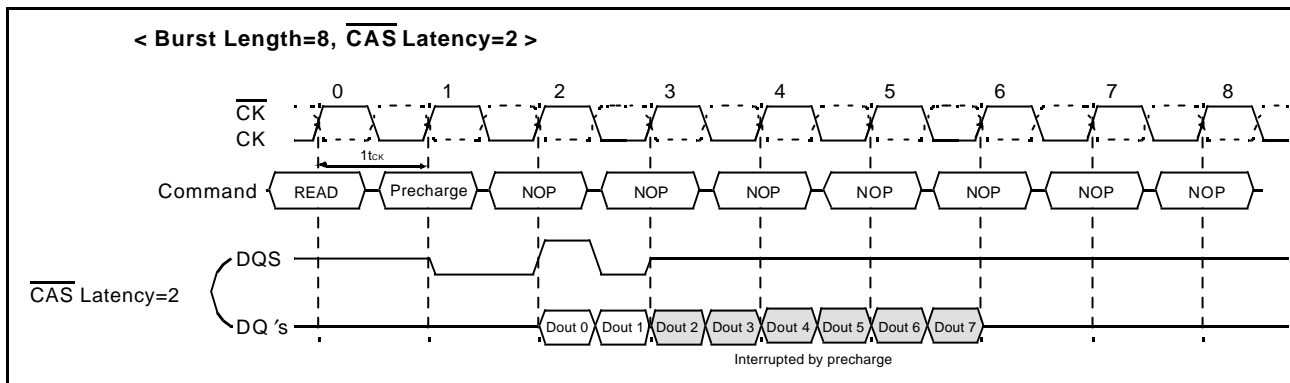 < Burst Length=8, CAS Latency=2 >
0 1 2 3 4 5 6 7 8
CK
CK
1tCK
Command READ Precharge NOP NOP NOP NOP NOP NOP NOP
DQS
CAS Latency=2
DQ's Dout 0 Dout 1 Dout 2 Dout 3 Dout 4 Dout 5 Dout 6 Dout 7
Interrupted by precharge